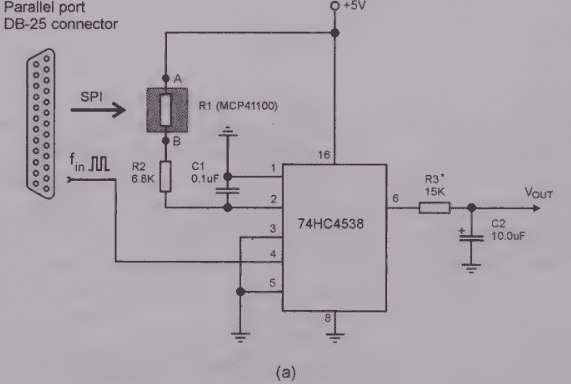 Parallel port
DB-25 connector
+5V
SPI
A
R1 (MCP41100)
B
fin
R2
6.8K
C1
0.1uF
16
1
2
3
4
5
74HC4538
6
R3*
15K
VOUT
+
C2
10.0uF
8
(a)